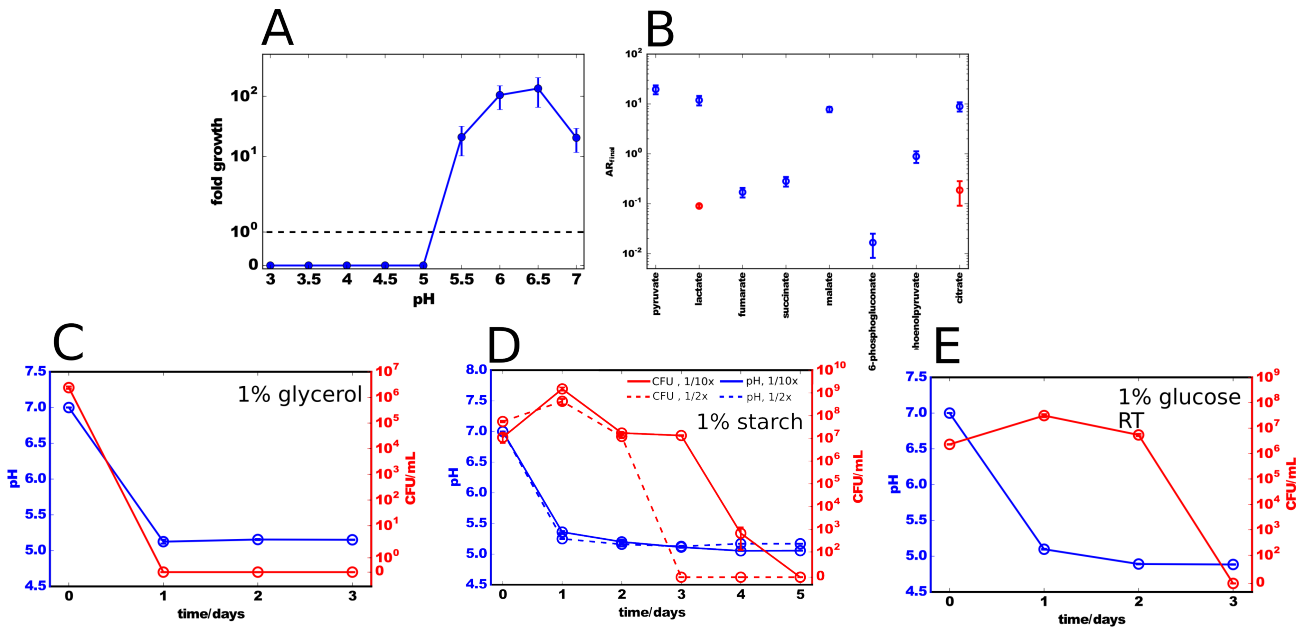 A
10²
10¹
10⁰
0
fold growth
3 3.5 4 4.5 5 5.5 6 6.5 7
pH
B
10²
10¹
10⁰
10⁻¹
10⁻²
ARfinal
pyruvate
lactate
fumarate
succinate
malate
6-phosphogluconate
hoenolpyruvate
citrate
C
1% glycerol
7.5
7.0
6.5
6.0
5.5
5.0
4.5
pH
10⁷
10⁶
10⁵
10⁴
10³
10²
10¹
10⁰
0
CFU/mL
0 1 2 3
time/days
D
CFU , 1/10x
CFU , 1/2x
pH, 1/10x
pH, 1/2x
1% starch
8.0
7.5
7.0
6.5
6.0
5.5
5.0
4.5
pH
10¹⁰
10⁹
10⁸
10⁷
10⁶
10⁵
10⁴
10³
10²
0
CFU/mL
0 1 2 3 4 5
time/days
E
1% glucose
RT
7.5
7.0
6.5
6.0
5.5
5.0
4.5
pH
10⁹
10⁸
10⁷
10⁶
10⁵
10⁴
10³
10²
0
CFU/mL
0 1 2 3
time/days